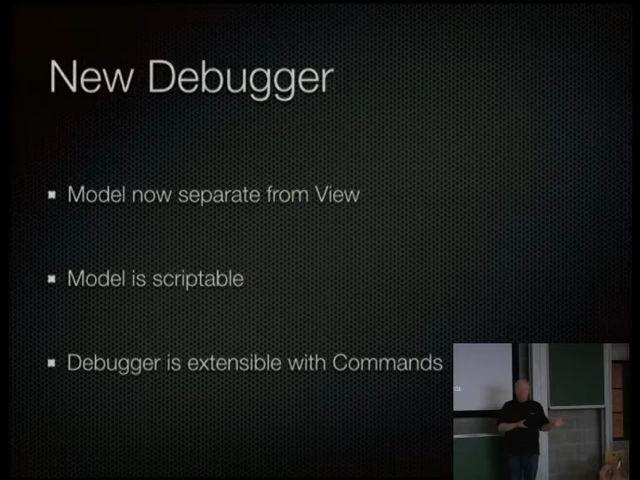 New Debugger
Model now separate from View
Model is scriptable
Debugger is extensible with Commands